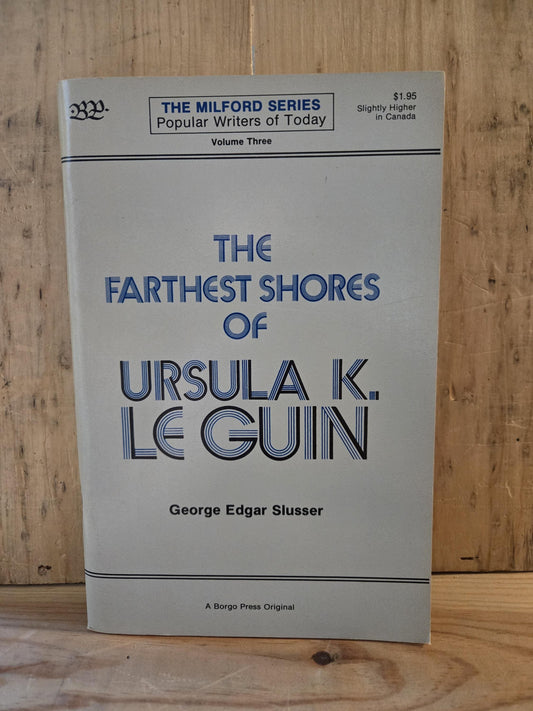 BP.
THE MILFORD SERIES
Popular Writers of Today
Volume Three
$1.95
Slightly Higher
in Canada
THE
FARTHEST SHORES
OF
URSULA K.
LE GUIN
George Edgar Slusser
A Borgo Press Original